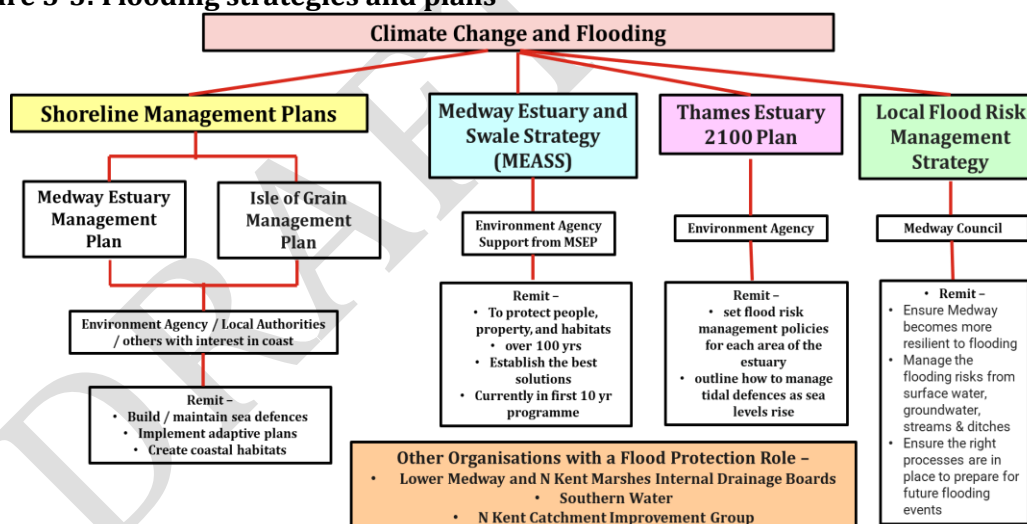 Flooding strategies and plans
Climate Change and Flooding
Shoreline Management Plans
Medway Estuary
Management
Plan
Isle of Grain
Management
Plan
Environment Agency / Local Authorities
/ others with interest in coast
Remit –
• Build / maintain sea defences
• Implement adaptive plans
• Create coastal habitats
Medway Estuary and
Swale Strategy
(MEASS)
Environment Agency
Support from MSEP
Remit –
• To protect people,
property, and habitats
• over 100 yrs
• Establish the best
solutions
• Currently in first 10 yr
programme
Thames Estuary
2100 Plan
Environment Agency
Remit –
• set flood risk
management policies
for each area of the
estuary
• outline how to manage
tidal defences as sea
levels rise
Local Flood Risk
Management
Strategy
Medway Council
• Remit –
• Ensure Medway
becomes more
resilient to flooding
• Manage the
flooding risks from
surface water,
groundwater,
streams & ditches
• Ensure the right
processes are in
place to prepare for
future flooding
events
Other Organisations with a Flood Protection Role –
• Lower Medway and N Kent Marshes Internal Drainage Boards
• Southern Water
• N Kent Catchment Improvement Group
DRAFT